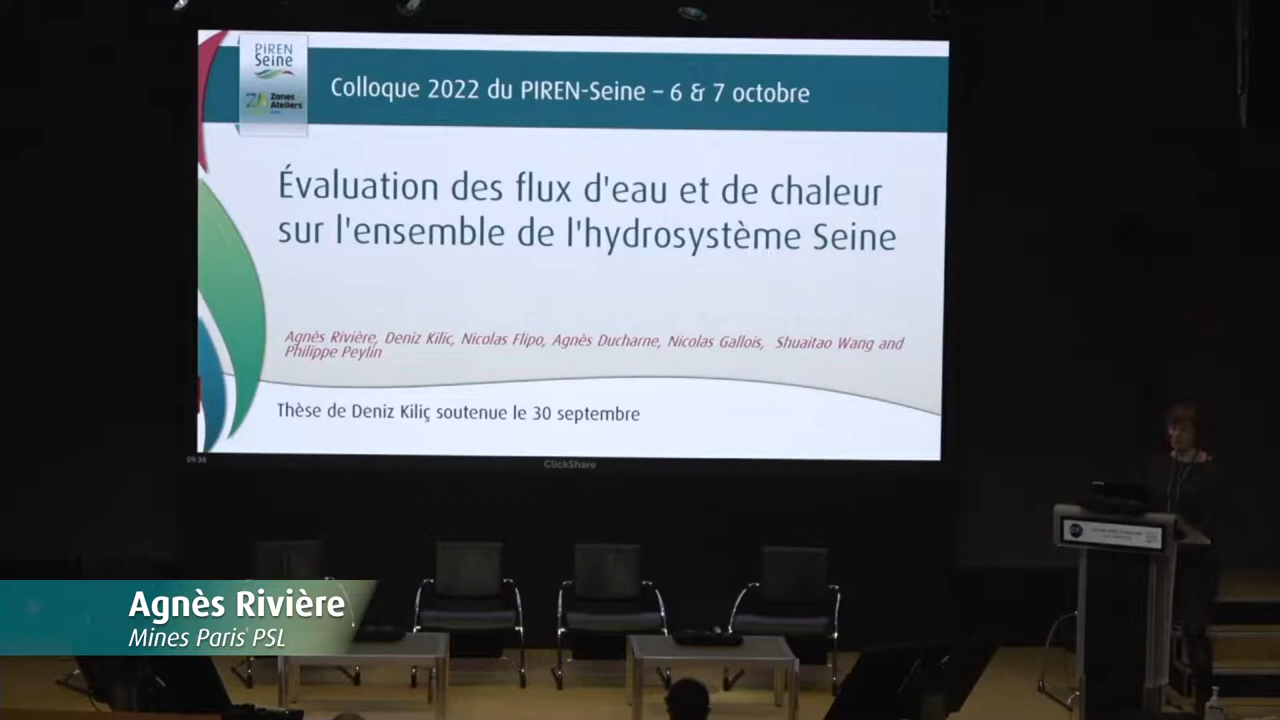 PiREN
Seine
Zones
Ateliers
Colloque 2022 du PIREN-Seine – 6 & 7 octobre
Évaluation des flux d'eau et de chaleur
sur l'ensemble de l'hydrosystème Seine
Agnès Rivière, Deniz Kilic, Nicolas Flipo, Agnès Ducharne, Nicolas Gallois, Shuaitao Wang and
Philippe Peylin
Thèse de Deniz Kiliç soutenue le 30 septembre
09:36
ClickShare
Agnès Rivière
Mines Paris PSL